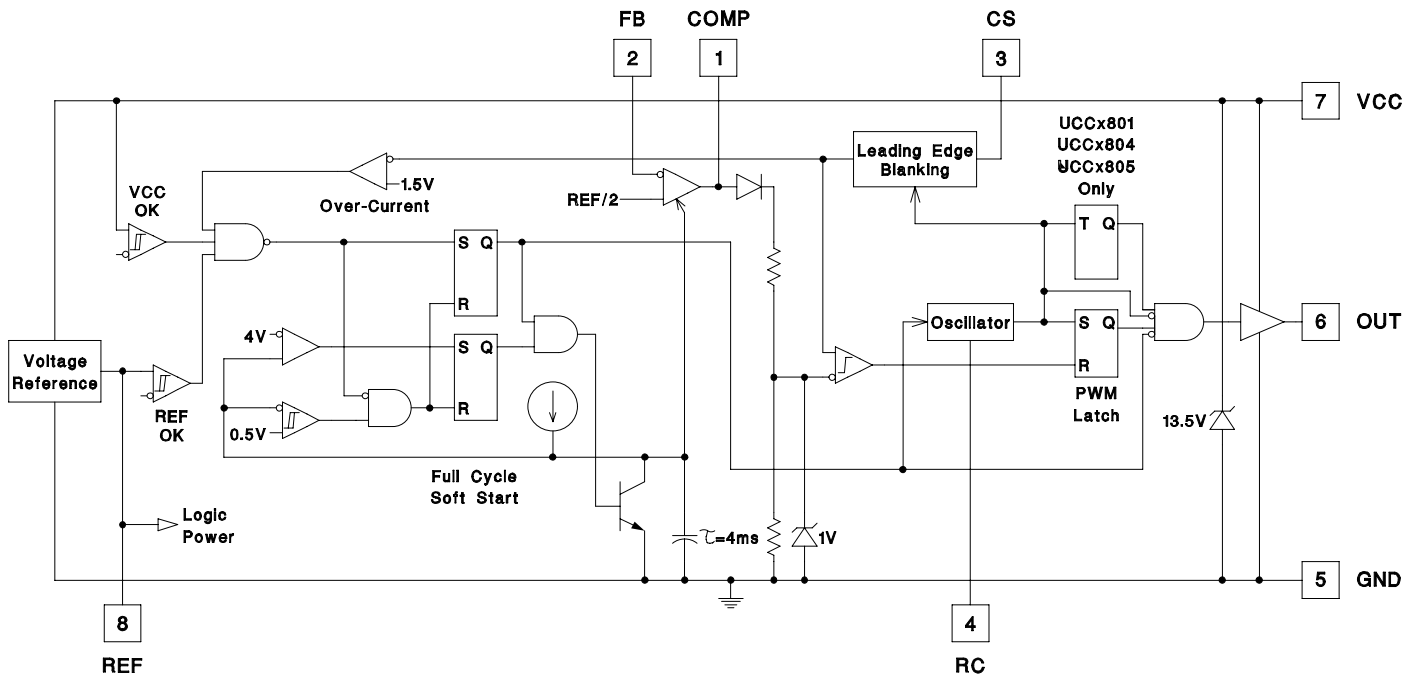 FB
COMP
CS
2
1
3
7
VCC
UCCx801
UCCx804
UCCx805
Only
Leading Edge
Blanking
1.5V
Over-Current
REF/2
VCC
OK
S Q
R
T Q
4V
S Q
R
Oscillator
S Q
R
PWM
Latch
6
OUT
Voltage
Reference
REF
OK
0.5V
13.5V
Full Cycle
Soft Start
Logic
Power
τ=4ms
1V
5
GND
8
REF
4
RC